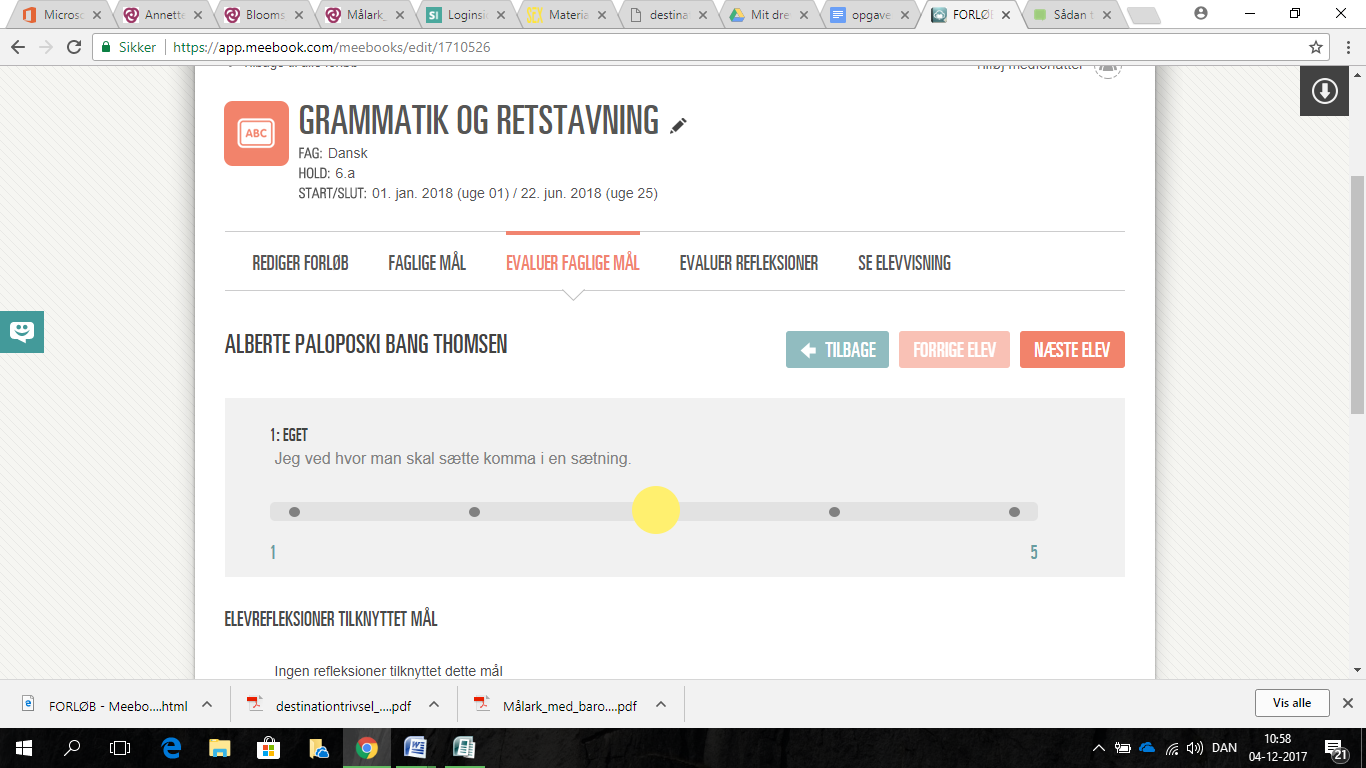 Micros
Annette
Blooms
Målark_
Loginsi
Materia
destina
Mit dre
opgave
FORLØB
Sådan t
Sikker https://app.meebook.com/meebooks/edit/1710526
GRAMMATIK OG RETSTAVNING
FAG: Dansk
HOLD: 6.a
START/SLUT: 01. jan. 2018 (uge 01) / 22. jun. 2018 (uge 25)
REDIGER FORLØB FAGLIGE MÅL EVALUER FAGLIGE MÅL EVALUER REFLEKSIONER SE ELEVVISNING
ALBERTE PALOPOSKI BANG THOMSEN
TILBAGE FORRIGE ELEV NÆSTE ELEV
1: EGET
Jeg ved hvor man skal sætte komma i en sætning.
1 5
ELEVREFLEKSIONER TILKNYTTET MÅL
Ingen refleksioner tilknyttet dette mål
FORLØB - Meebo....html destinationtrivsel_....pdf Målark_med_baro....pdf Vis alle
DAN 10:58
04-12-2017 21